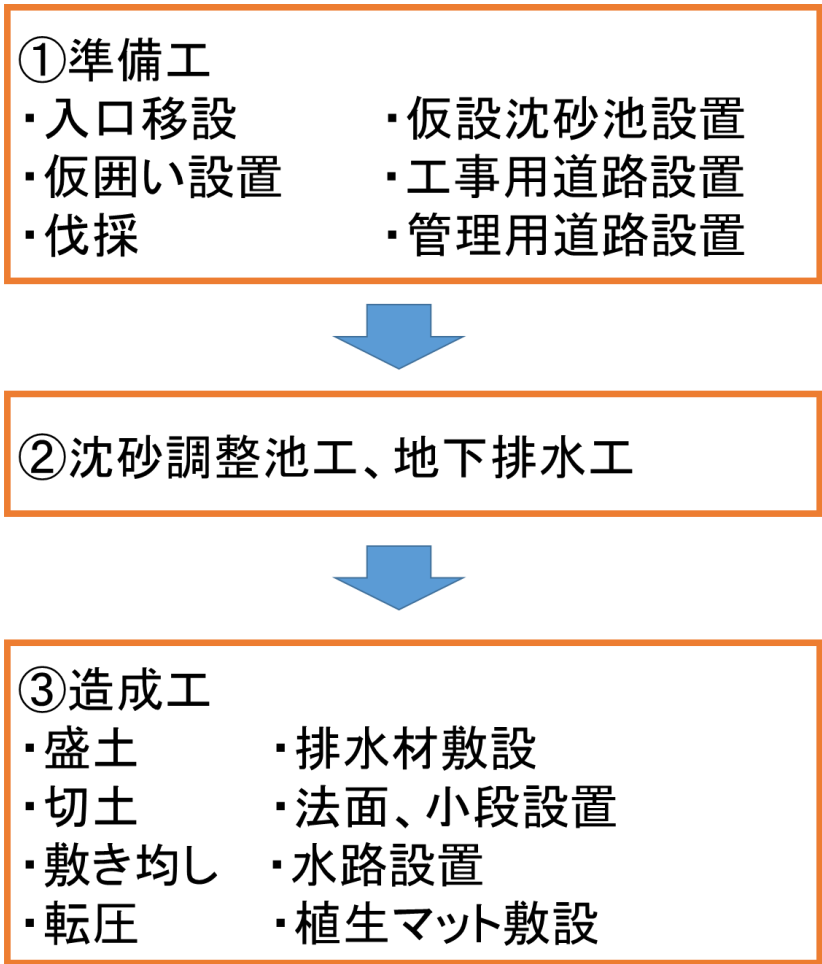 ①準備工
・入口移設　・仮設沈砂池設置
・仮囲い設置　・工事用道路設置
・伐採　・管理用道路設置
②沈砂調整池工、地下排水工
③造成工
・盛土　・排水材敷設
・切土　・法面、小段設置
・敷き均し　・水路設置
・転圧　・植生マット敷設